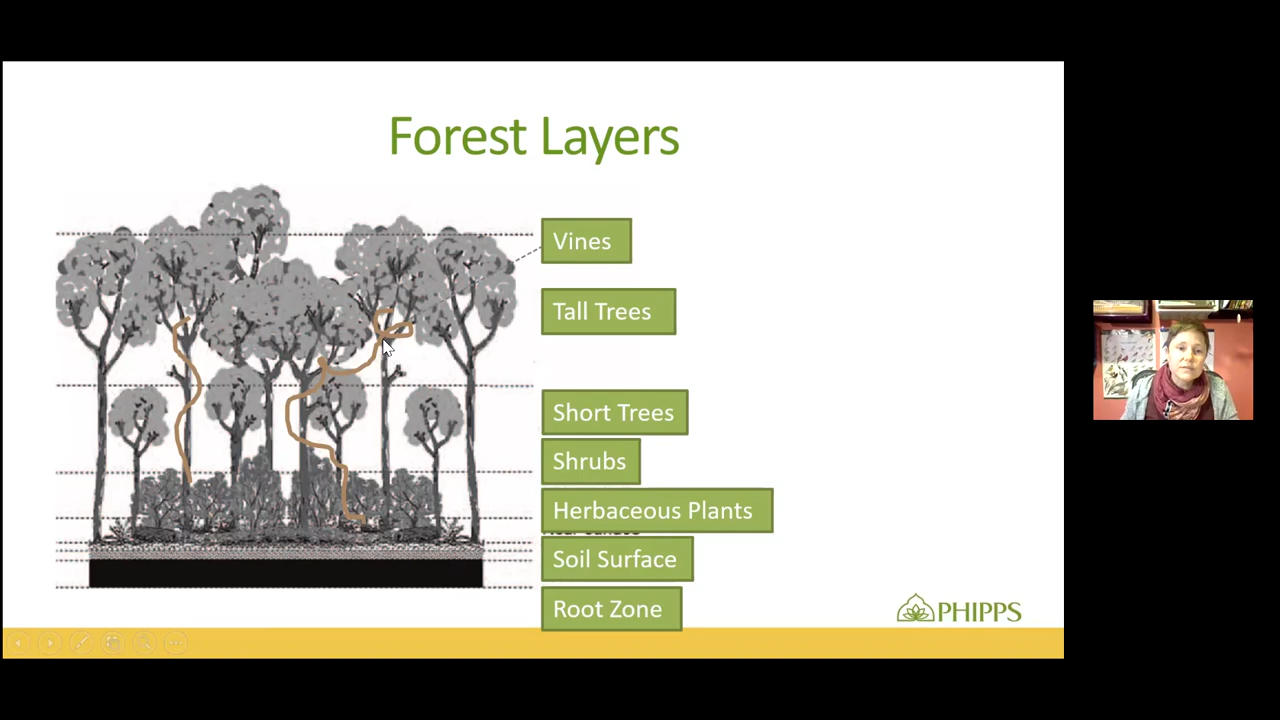 Forest Layers
Vines
Tall Trees
Short Trees
Shrubs
Herbaceous Plants
Soil Surface
Root Zone
PHIPPS